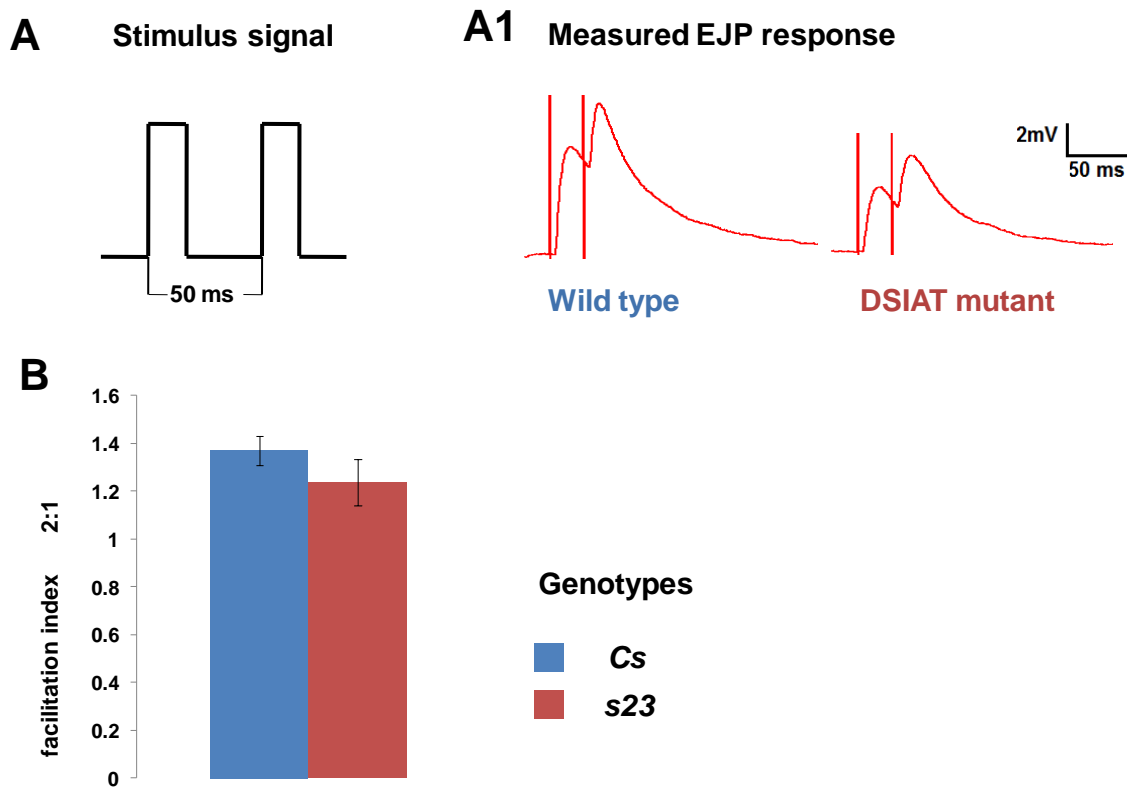 A
Stimulus signal
50 ms
A1
Measured EJP response
2mV
50 ms
Wild type
DSIAT mutant
B
facilitation index 2:1
1.6
1.4
1.2
1
0.8
0.6
0.4
0.2
0
Genotypes
Cs
s23